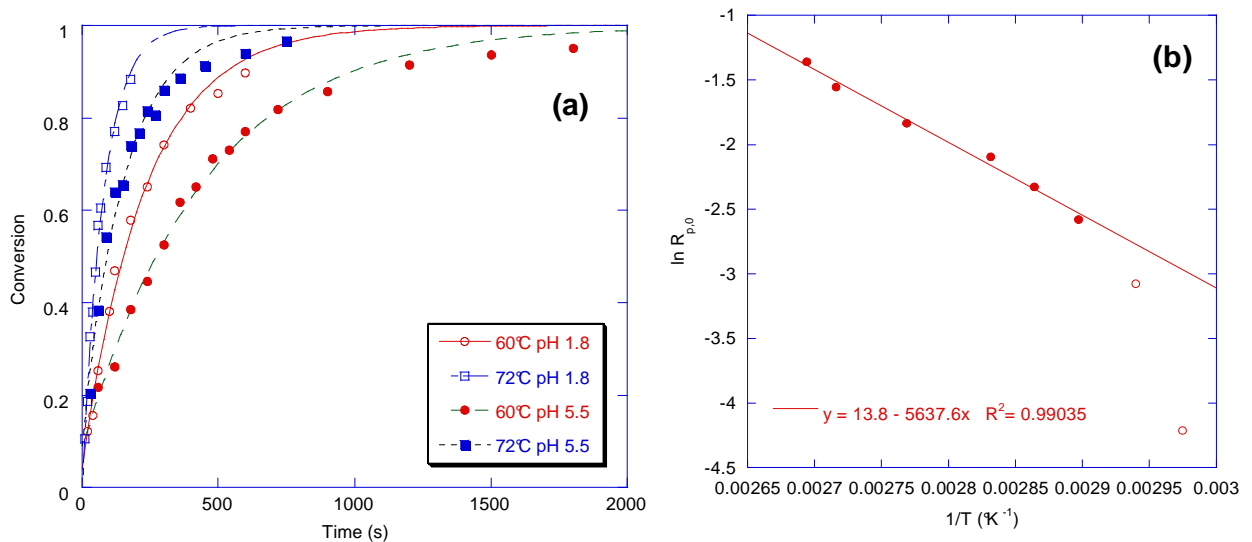 1
0.8
0.6
0.4
0.2
0
Conversion
(a)
60°C pH 1.8
72°C pH 1.8
60°C pH 5.5
72°C pH 5.5
0 500 1000 1500 2000
Time (s)
-1
-1.5
-2
-2.5
-3
-3.5
-4
-4.5
ln R p,0
(b)
y = 13.8 - 5637.6x R²= 0.99035
0.00265 0.0027 0.00275 0.0028 0.00285 0.0029 0.00295 0.003
1/T (°K⁻¹)